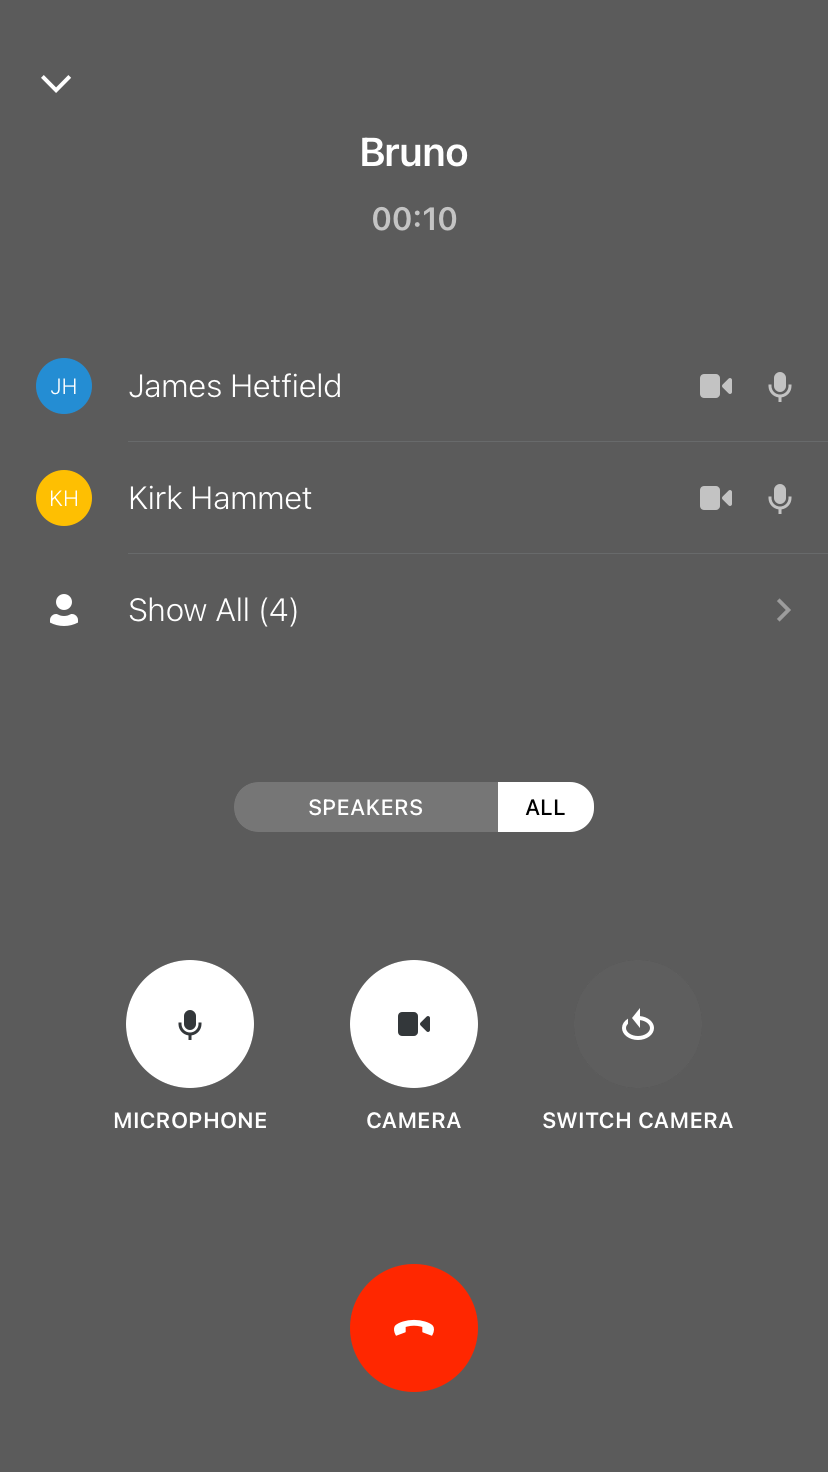 Bruno
00:10
JH James Hetfield
KH Kirk Hammet
Show All (4)
SPEAKERS ALL
MICROPHONE CAMERA SWITCH CAMERA